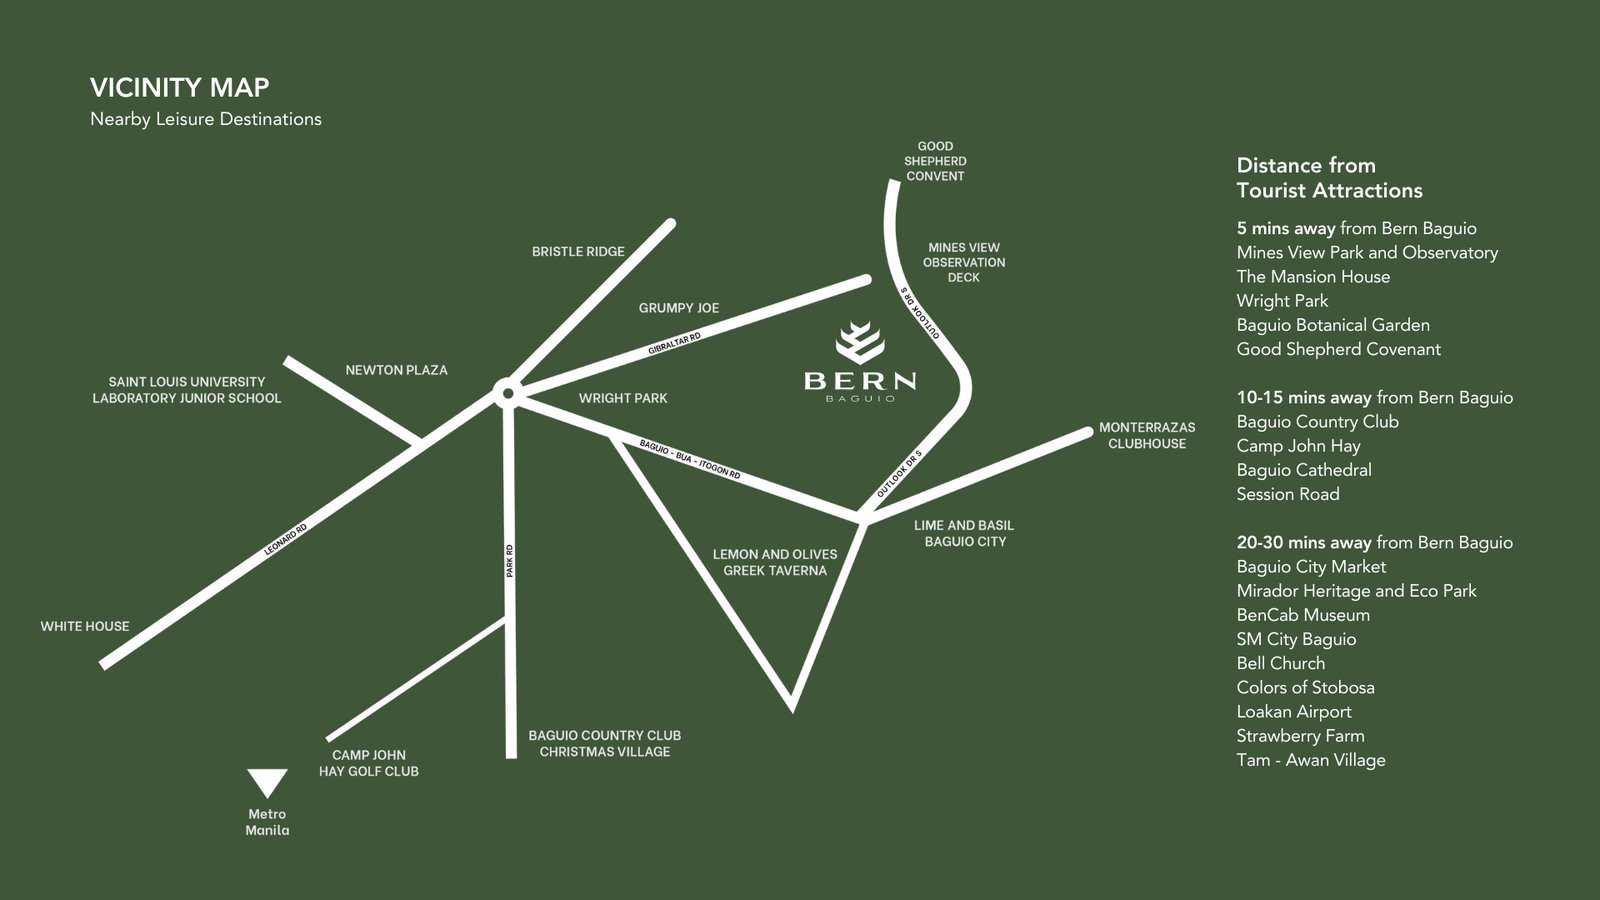 VICINITY MAP
Nearby Leisure Destinations
GOOD
SHEPHERD
CONVENT
BRISTLE RIDGE
MINES VIEW
OBSERVATION
DECK
GRUMPY JOE
GIBRALTAR RD
OUTLOOK DR S
BERN
BAGUIO
NEWTON PLAZA
SAINT LOUIS UNIVERSITY
LABORATORY JUNIOR SCHOOL
WRIGHT PARK
BAGUIO - BUA - ITOGON RD
OUTLOOK DR S
MONTERRAZAS
CLUBHOUSE
LIME AND BASIL
BAGUIO CITY
LEMON AND OLIVES
GREEK TAVERNA
LEONARD RD
PARK RD
WHITE HOUSE
BAGUIO COUNTRY CLUB
CHRISTMAS VILLAGE
CAMP JOHN
HAY GOLF CLUB
Metro
Manila
Distance from
Tourist Attractions
5 mins away from Bern Baguio
Mines View Park and Observatory
The Mansion House
Wright Park
Baguio Botanical Garden
Good Shepherd Covenant
10-15 mins away from Bern Baguio
Baguio Country Club
Camp John Hay
Baguio Cathedral
Session Road
20-30 mins away from Bern Baguio
Baguio City Market
Mirador Heritage and Eco Park
BenCab Museum
SM City Baguio
Bell Church
Colors of Stobosa
Loakan Airport
Strawberry Farm
Tam - Awan Village